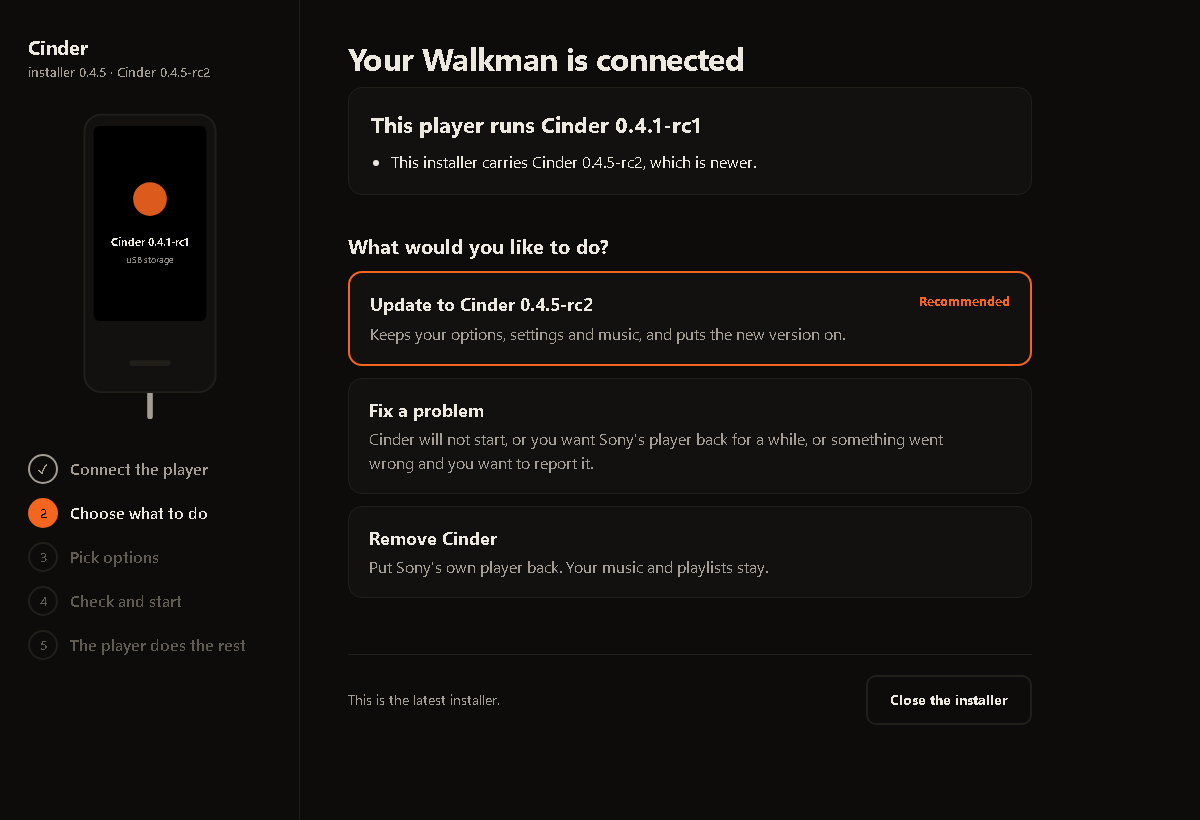 Cinder
installer 0.4.5 · Cinder 0.4.5-rc2
Cinder 0.4.1-rc1
USB storage
✓ Connect the player
2 Choose what to do
3 Pick options
4 Check and start
5 The player does the rest
Your Walkman is connected
This player runs Cinder 0.4.1-rc1
• This installer carries Cinder 0.4.5-rc2, which is newer.
What would you like to do?
Update to Cinder 0.4.5-rc2
Recommended
Keeps your options, settings and music, and puts the new version on.
Fix a problem
Cinder will not start, or you want Sony's player back for a while, or something went
wrong and you want to report it.
Remove Cinder
Put Sony's own player back. Your music and playlists stay.
This is the latest installer.
Close the installer